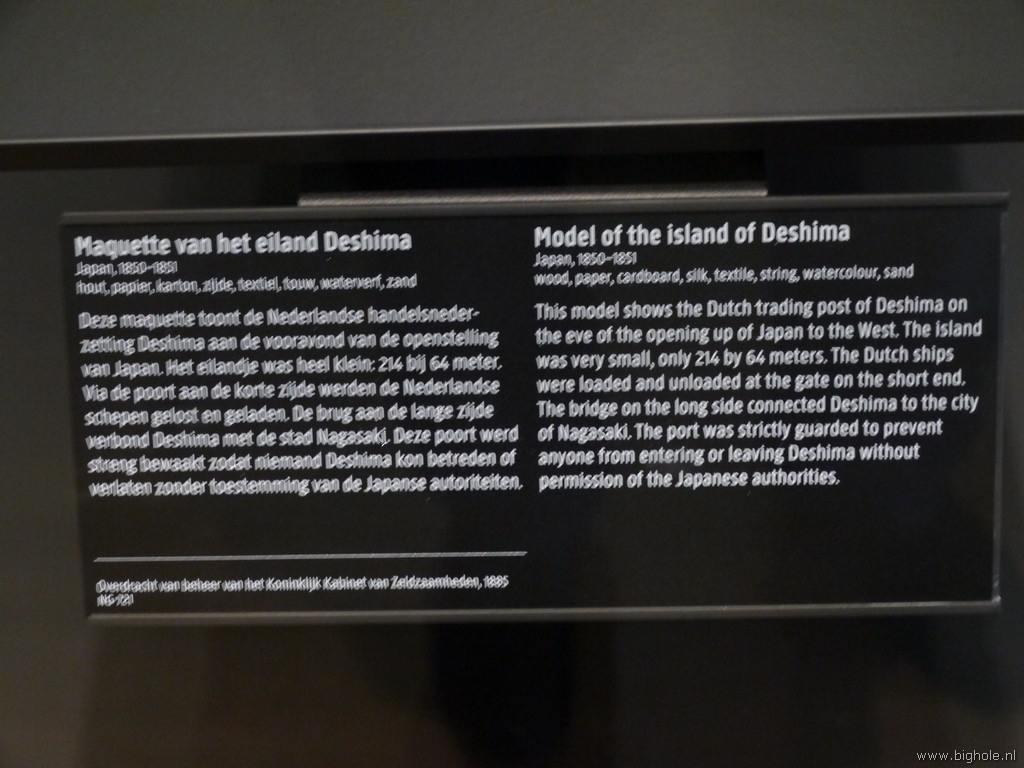 Maquette van het eiland Deshima
Japan, 1850-1851
hout, papier, karton, zijde, textiel, touw, waterverf, zand
Deze maquette toont de Nederlandse handelsneder-
zetting Deshima aan de vooravond van de openstelling
van Japan. Het eilandje was heel klein: 214 bij 64 meter.
Via de poort aan de korte zijde werden de Nederlandse
schepen gelost en geladen. De brug aan de lange zijde
verbond Deshima met de stad Nagasaki. Deze poort werd
streng bewaakt zodat niemand Deshima kon betreden of
verlaten zonder toestemming van de Japanse autoriteiten.
Overdracht van beheer van het Koninklijk Kabinet van Zeldzaamheden, 1885
NG-721
Model of the island of Deshima
Japan, 1850-1851
wood, paper, cardboard, silk, textile, string, watercolour, sand
This model shows the Dutch trading post of Deshima on
the eve of the opening up of Japan to the West. The island
was very small, only 214 by 64 meters. The Dutch ships
were loaded and unloaded at the gate on the short end.
The bridge on the long side connected Deshima to the city
of Nagasaki. The port was strictly guarded to prevent
anyone from entering or leaving Deshima without
permission of the Japanese authorities.
www.bighole.nl